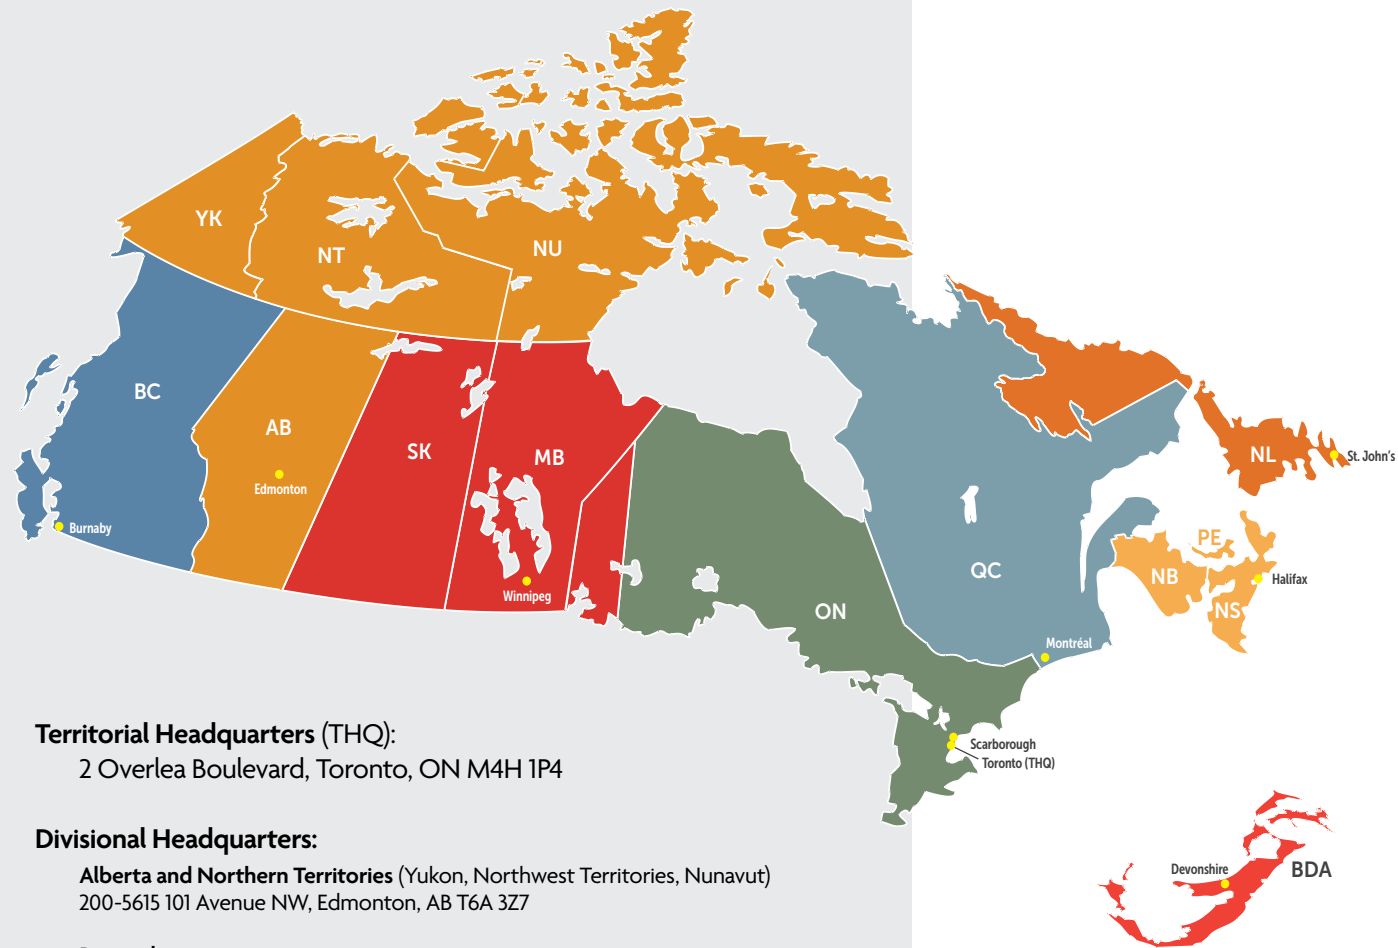 YK
NT
NU
BC
AB
Edmonton
SK
MB
NL
St. John's
Burnaby
PE
QC
NB
Halifax
Winnipeg
NS
ON
Montréal
Territorial Headquarters (THQ):
2 Overlea Boulevard, Toronto, ON M4H 1P4
Scarborough
Toronto (THQ)
Divisional Headquarters:
Alberta and Northern Territories (Yukon, Northwest Territories, Nunavut)
200-5615 101 Avenue NW, Edmonton, AB T6A 3Z7
Devonshire
BDA